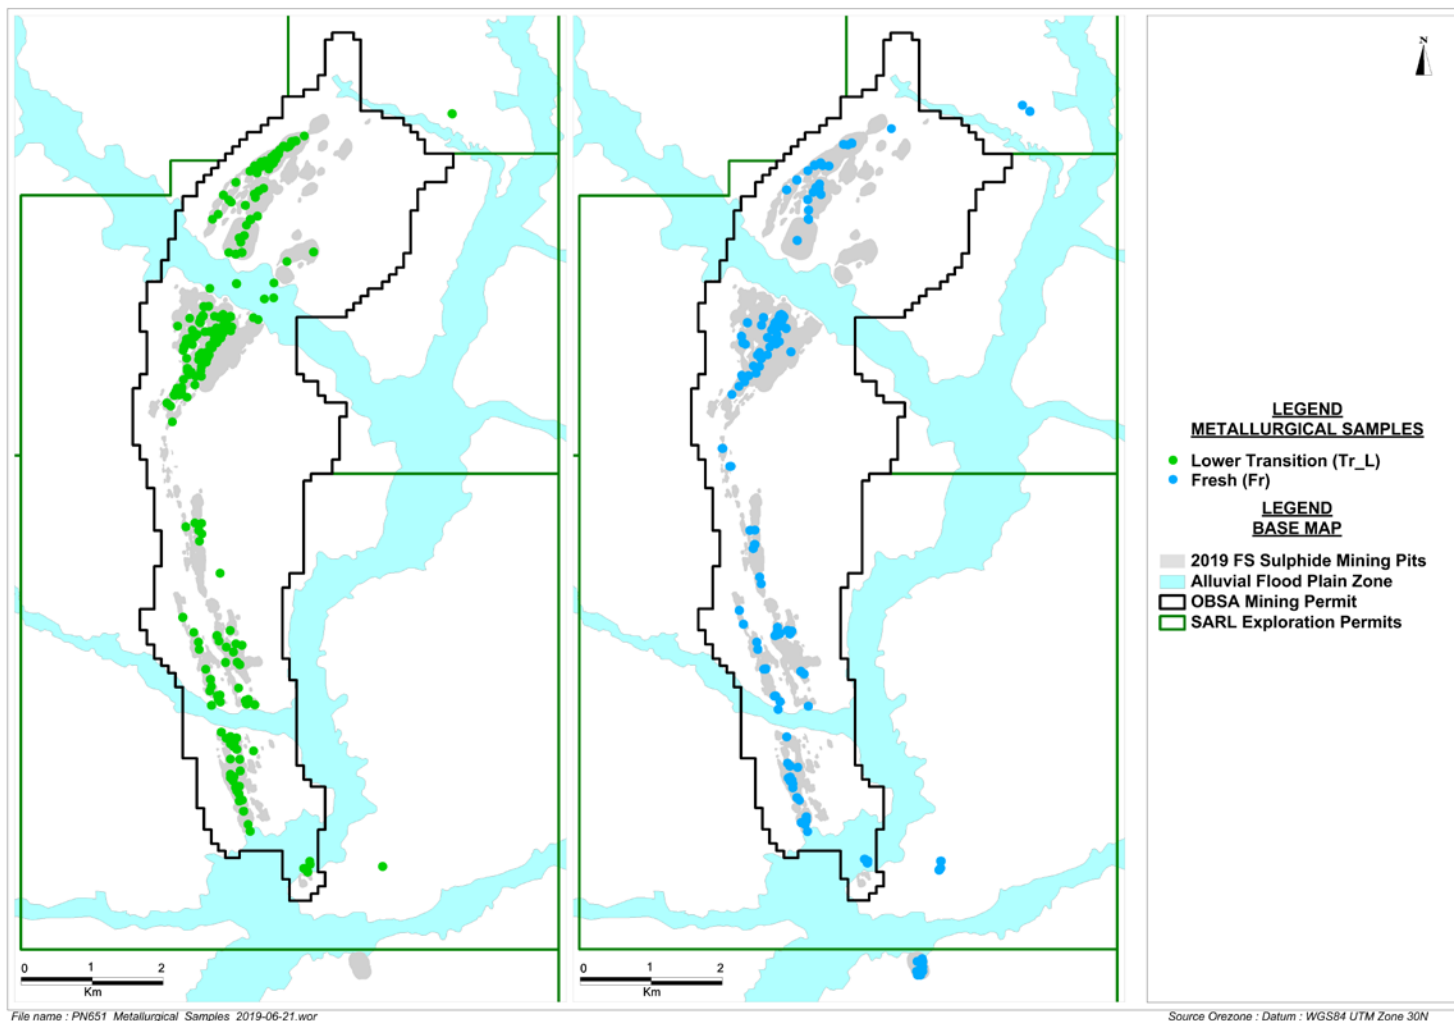 N
LEGEND
METALLURGICAL SAMPLES
Lower Transition (Tr_L)
Fresh (Fr)
LEGEND
BASE MAP
2019 FS Sulphide Mining Pits
Alluvial Flood Plain Zone
OBSA Mining Permit
SARL Exploration Permits
0 1 2
Km
0 1 2
Km
File name : PN651_Metallurgical_Samples_2019-06-21.wor
Source Orezone : Datum : WGS84 UTM Zone 30N